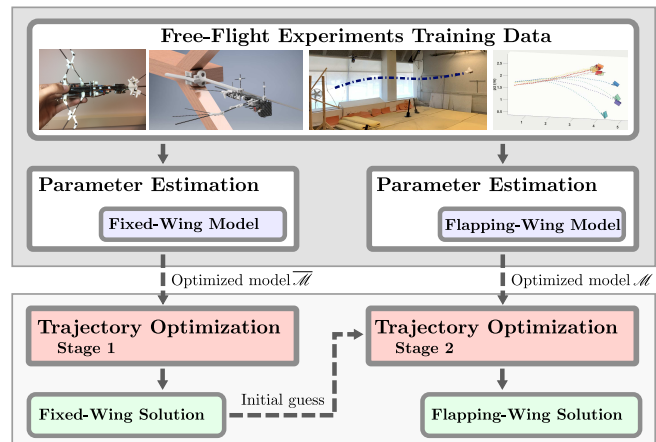 Free-Flight Experiments Training Data
Parameter Estimation
Fixed-Wing Model
Parameter Estimation
Flapping-Wing Model
Optimized model ℳ̅
Optimized model ℳ
Trajectory Optimization
Stage 1
Trajectory Optimization
Stage 2
Initial guess
Fixed-Wing Solution
Flapping-Wing Solution